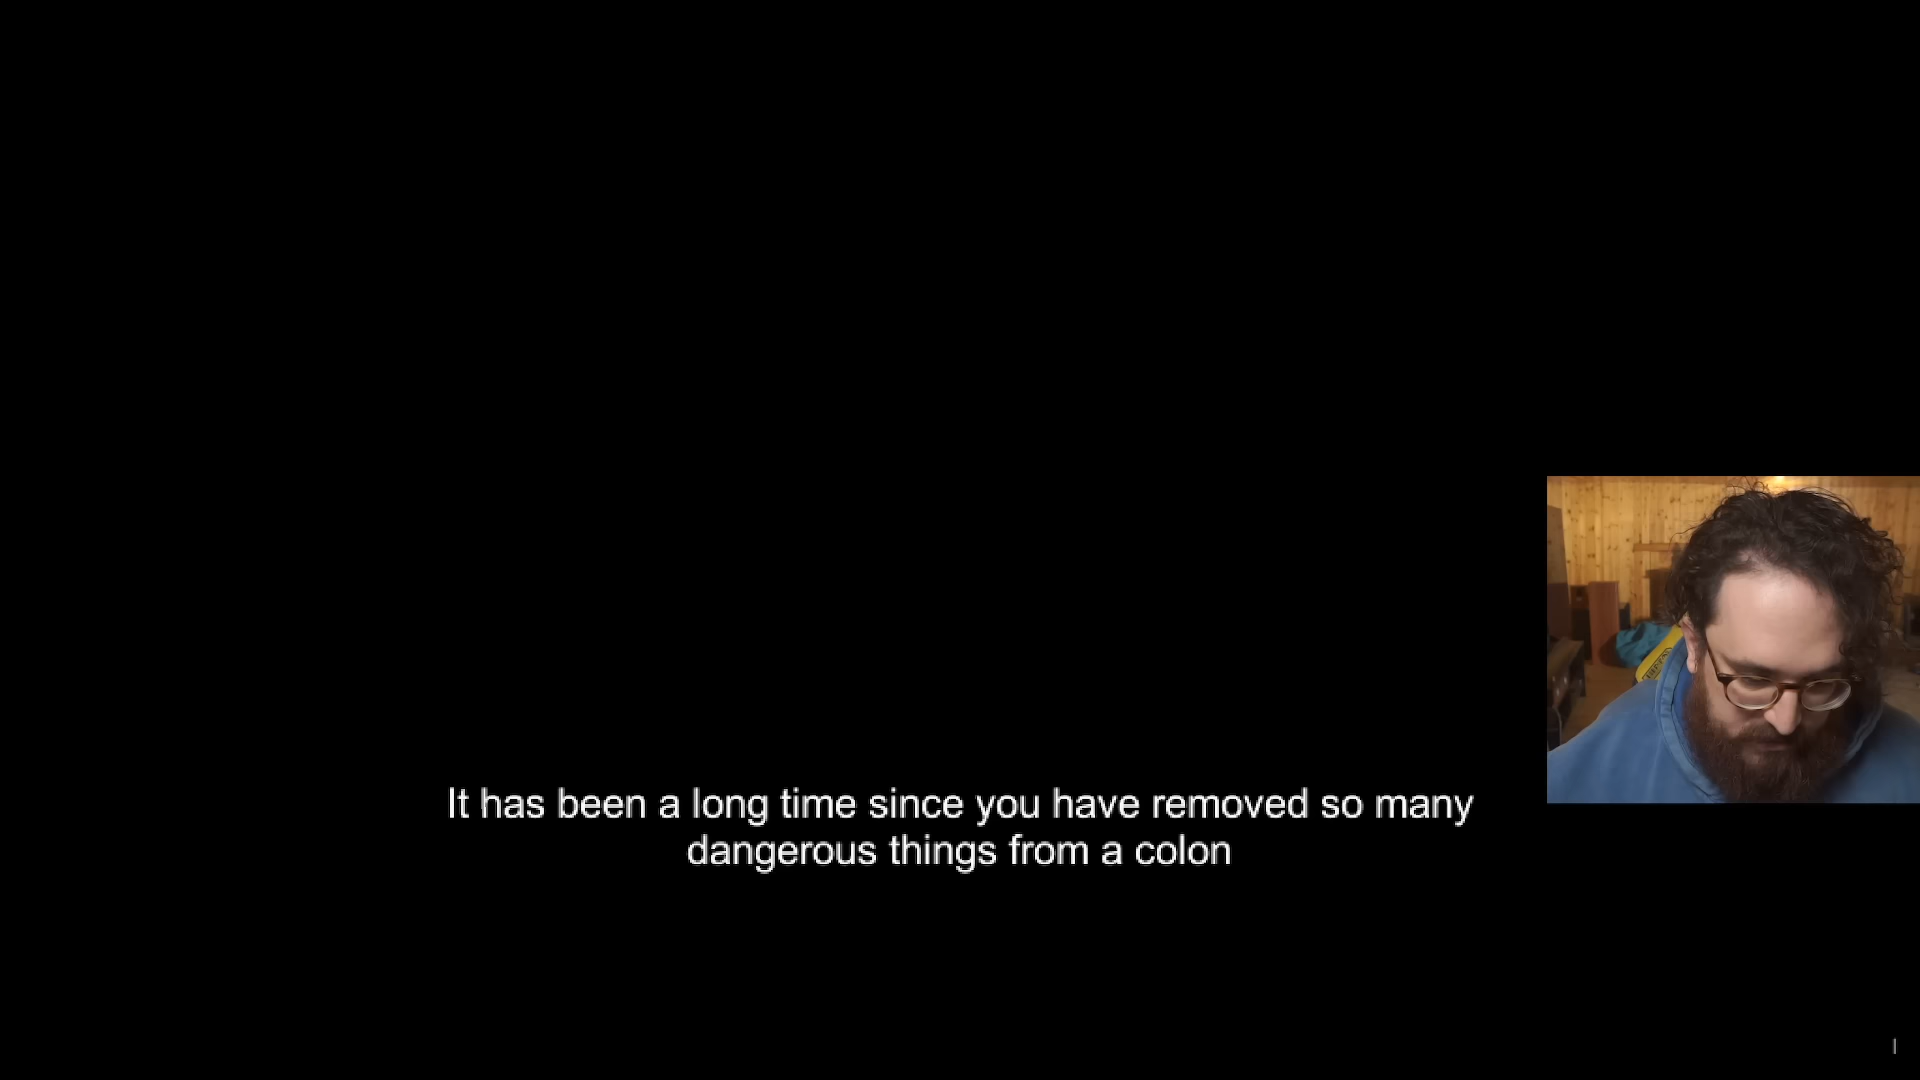 It has been a long time since you have removed so many
dangerous things from a colon